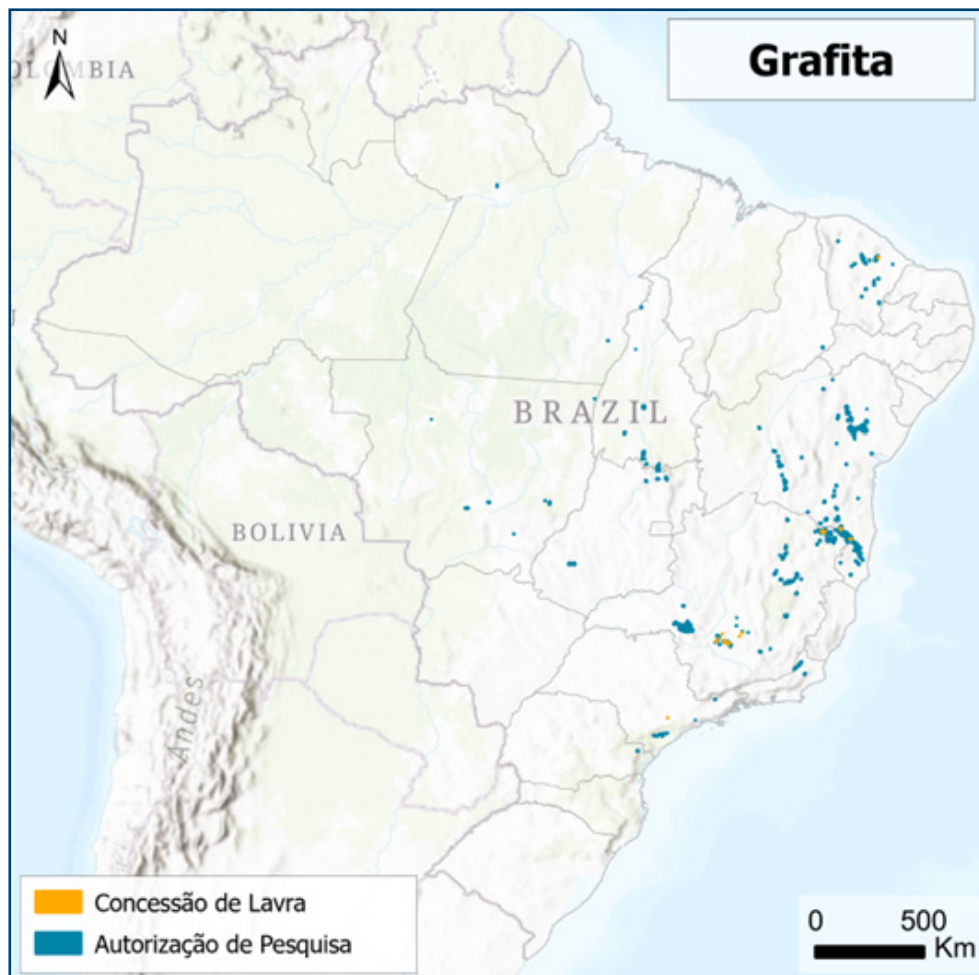 N
Grafita
OLOMBIA
BRAZIL
BOLIVIA
Andes
Concessão de Lavra
Autorização de Pesquisa
0 500
Km